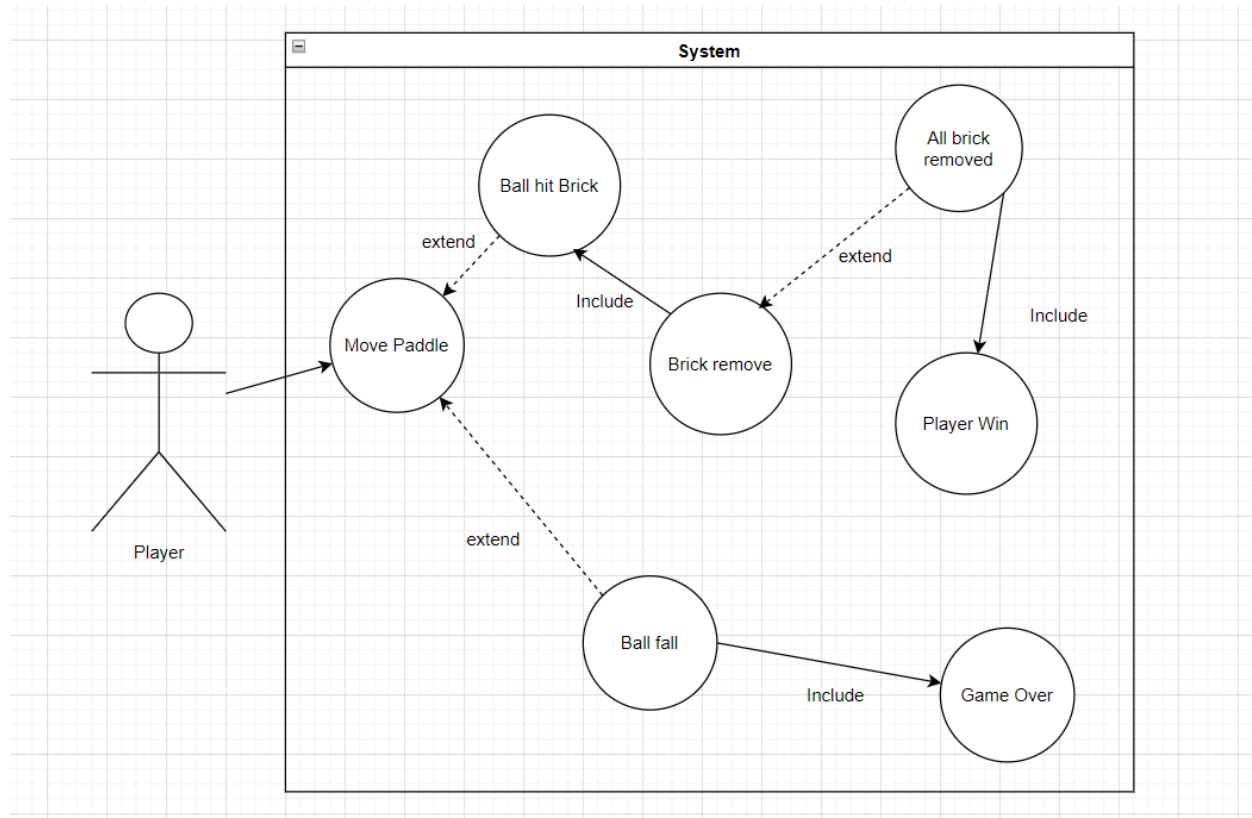 System
All brick
removed
Ball hit Brick
extend
extend
Include
Include
Move Paddle
Brick remove
Player Win
extend
Player
Ball fall
Include
Game Over